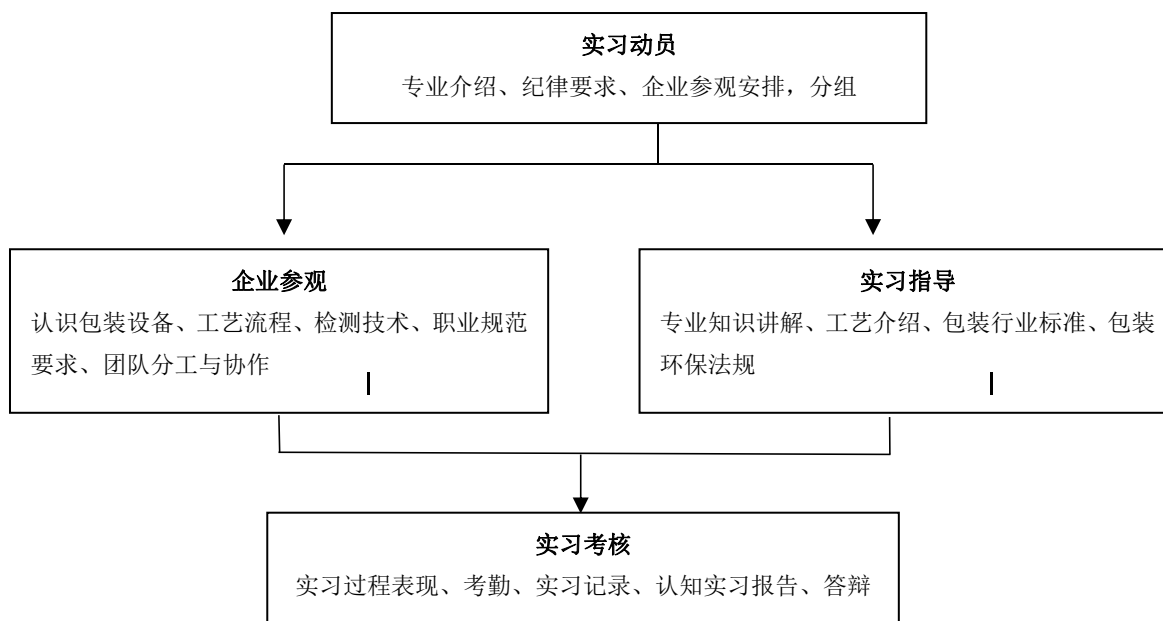 实习动员
专业介绍、纪律要求、企业参观安排，分组
企业参观
认识包装设备、工艺流程、检测技术、职业规范
要求、团队分工与协作
实习指导
专业知识讲解、工艺介绍、包装行业标准、包装
环保法规
实习考核
实习过程表现、考勤、实习记录、认知实习报告、答辩